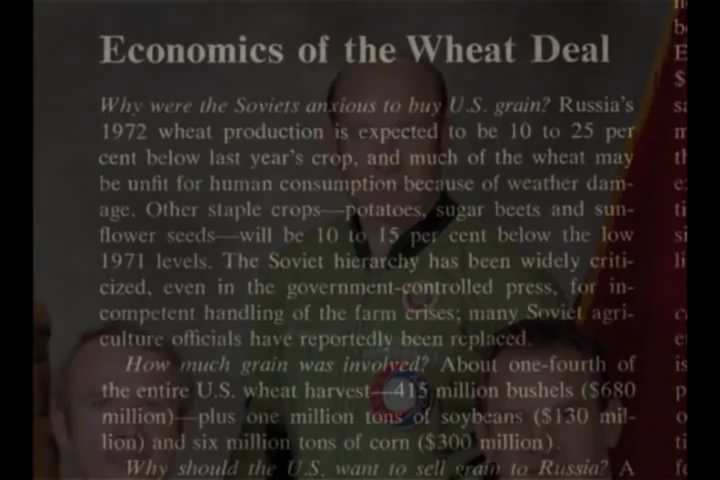 Economics of the Wheat Deal
Why were the Soviets anxious to buy U.S. grain? Russia's
1972 wheat production is expected to be 10 to 25 per
cent below last year's crop, and much of the wheat may
be unfit for human consumption because of weather dam-
age. Other staple crops—potatoes, sugar beets and sun-
flower seeds—will be 10 to 15 per cent below the low
1971 levels. The Soviet hierarchy has been widely criti-
cized, even in the government-controlled press, for in-
competent handling of the farm crises; many Soviet agri-
culture officials have reportedly been replaced.
How much grain was involved? About one-fourth of
the entire U.S. wheat harvest—415 million bushels ($680
million)—plus one million tons of soybeans ($130 mil-
lion) and six million tons of corn ($300 million).
Why should the U.S. want to sell grain to Russia? A